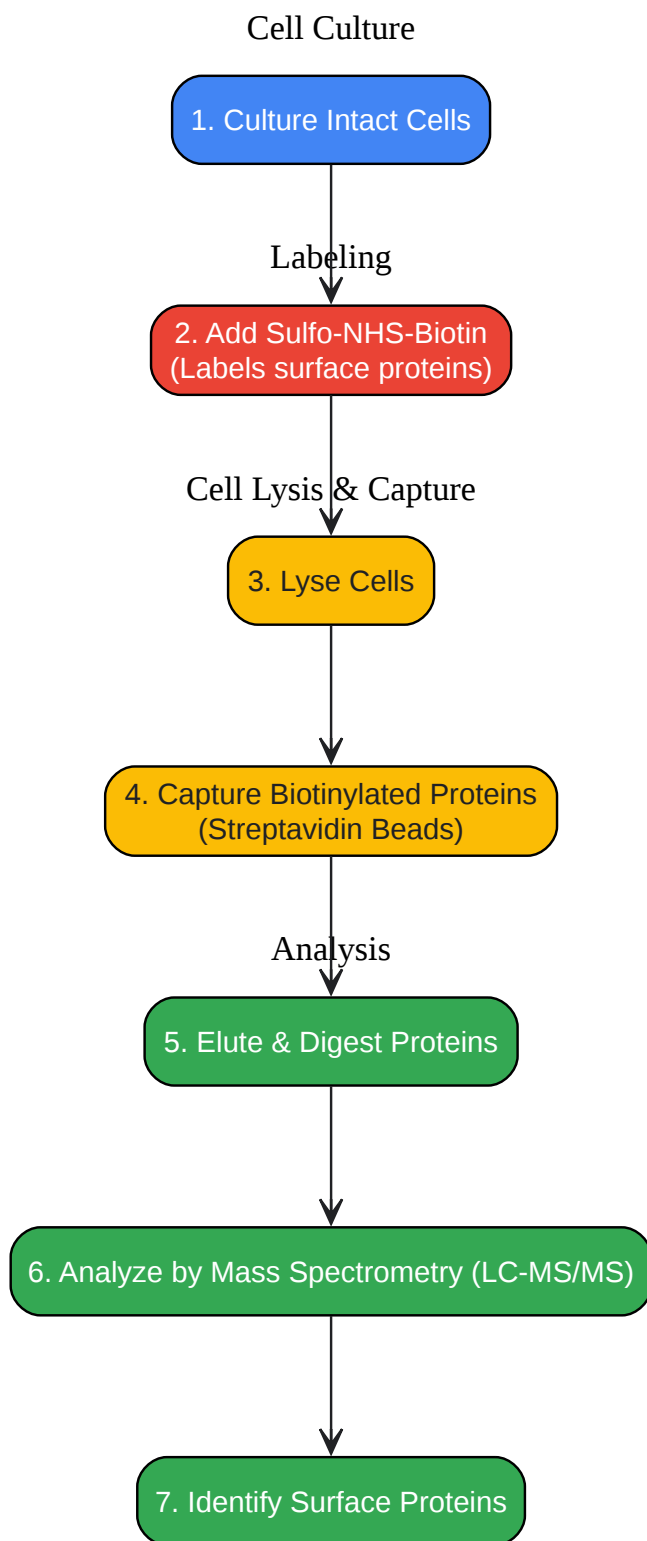 Cell Culture
1. Culture Intact Cells
Labeling
2. Add Sulfo-NHS-Biotin
(Labels surface proteins)
Cell Lysis & Capture
3. Lyse Cells
4. Capture Biotinylated Proteins
(Streptavidin Beads)
Analysis
5. Elute & Digest Proteins
6. Analyze by Mass Spectrometry (LC-MS/MS)
7. Identify Surface Proteins